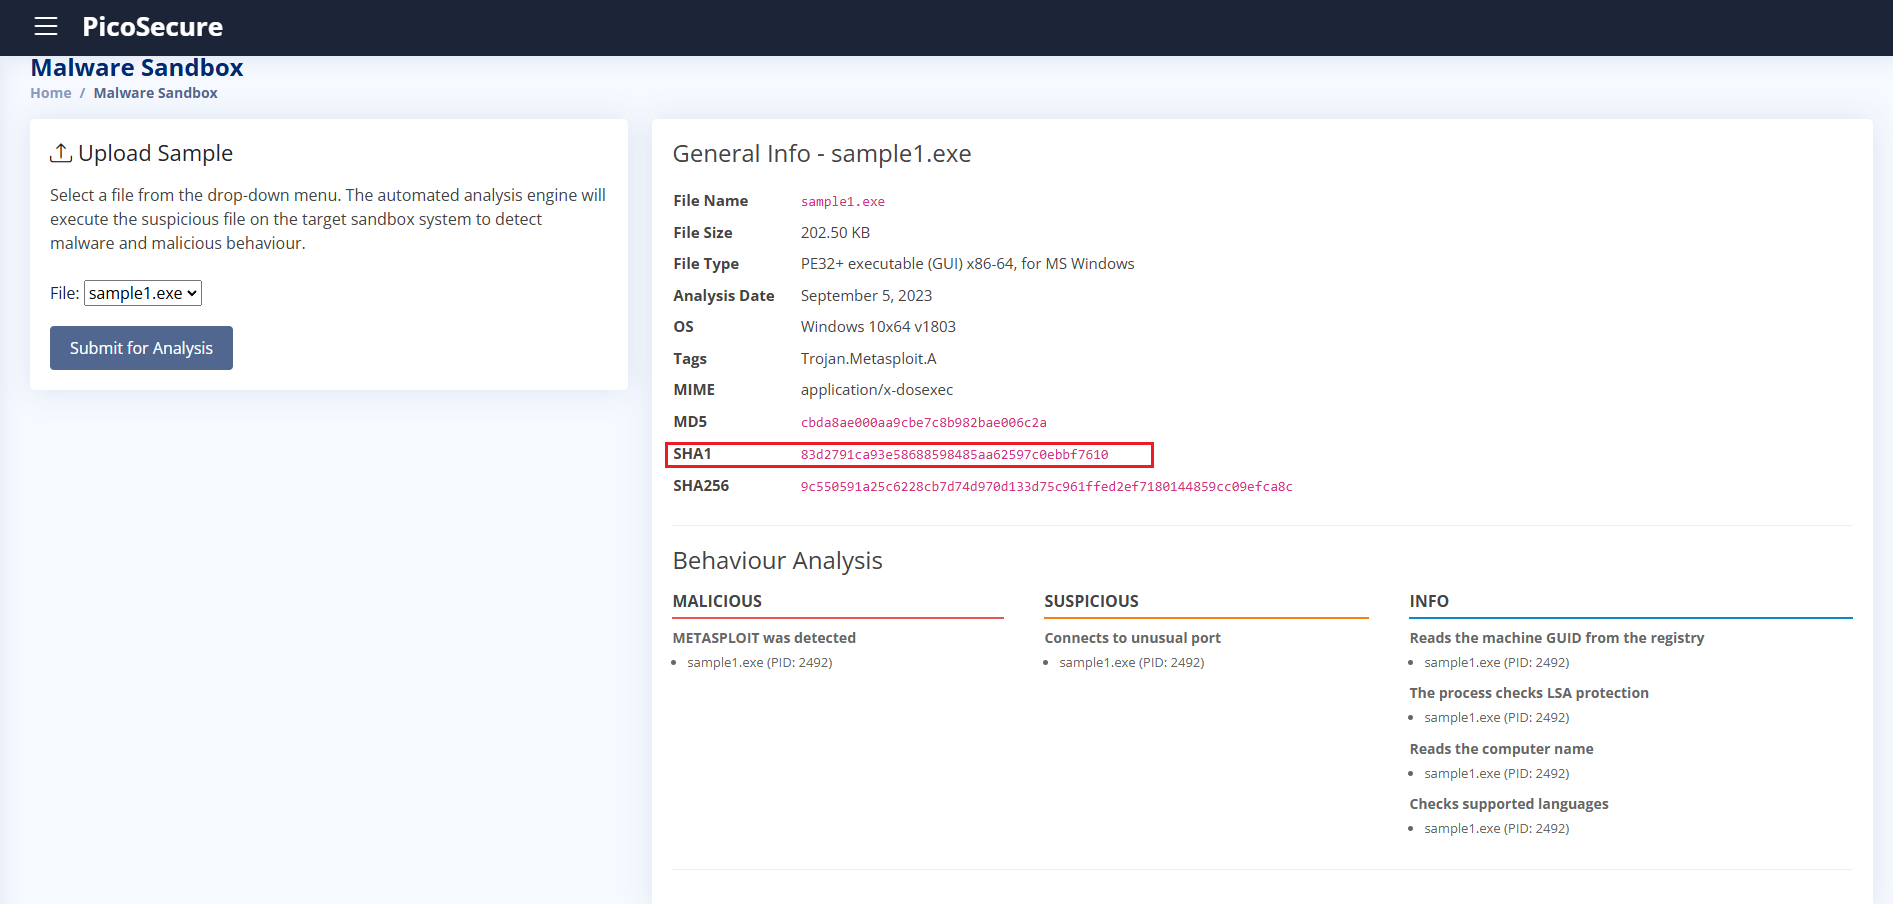 PicoSecure
Malware Sandbox
Home / Malware Sandbox
Upload Sample
Select a file from the drop-down menu. The automated analysis engine will
execute the suspicious file on the target sandbox system to detect
malware and malicious behaviour.
File: sample1.exe
Submit for Analysis
General Info - sample1.exe
File Name sample1.exe
File Size 202.50 KB
File Type PE32+ executable (GUI) x86-64, for MS Windows
Analysis Date September 5, 2023
OS Windows 10x64 v1803
Tags Trojan.Metasploit.A
MIME application/x-dosexec
MD5 cbda8ae000aa9cbe7c8b982bae006c2a
SHA1 83d2791ca93e58688598485aa62597c0ebbf7610
SHA256 9c550591a25c6228cb7d74d970d133d75c961ffed2ef7180144859cc09efca8c
Behaviour Analysis
MALICIOUS
METASPLOIT was detected
sample1.exe (PID: 2492)
SUSPICIOUS
Connects to unusual port
sample1.exe (PID: 2492)
INFO
Reads the machine GUID from the registry
sample1.exe (PID: 2492)
The process checks LSA protection
sample1.exe (PID: 2492)
Reads the computer name
sample1.exe (PID: 2492)
Checks supported languages
sample1.exe (PID: 2492)